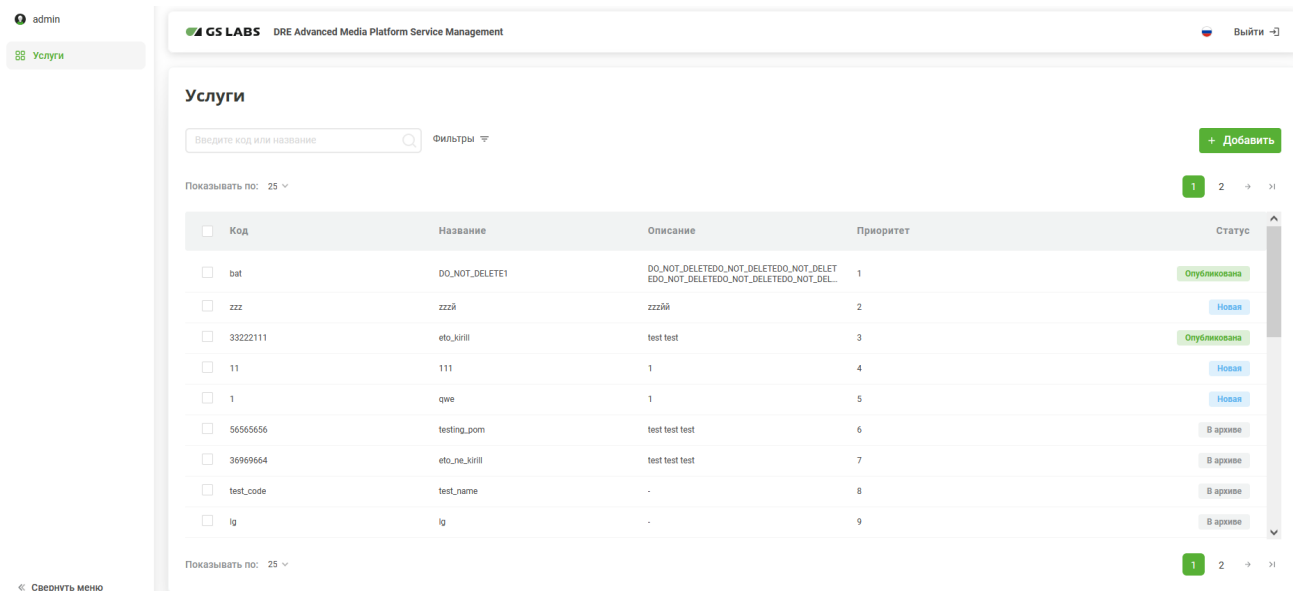 admin
GS LABS DRE Advanced Media Platform Service Management
Выйти
Услуги
Услуги
Введите код или название
Фильтры
+ Добавить
Показывать по: 25
1 2
Код Название Описание Приоритет Статус
bat DO_NOT_DELETE1 DO_NOT_DELETEDO_NOT_DELETEDO_NOT_DELET 1 Опубликована
EDO_NOT_DELETEDO_NOT_DELETEDO_NOT_DEL...
zzz zzzй zzzйй 2 Новая
33222111 eto_kirill test test 3 Опубликована
11 111 1 4 Новая
1 qwe 1 5 Новая
56565656 testing_pom test test test 6 В архиве
36969664 eto_ne_kirill test test test 7 В архиве
test_code test_name - 8 В архиве
lg lg - 9 В архиве
Показывать по: 25
1 2
Свернуть меню